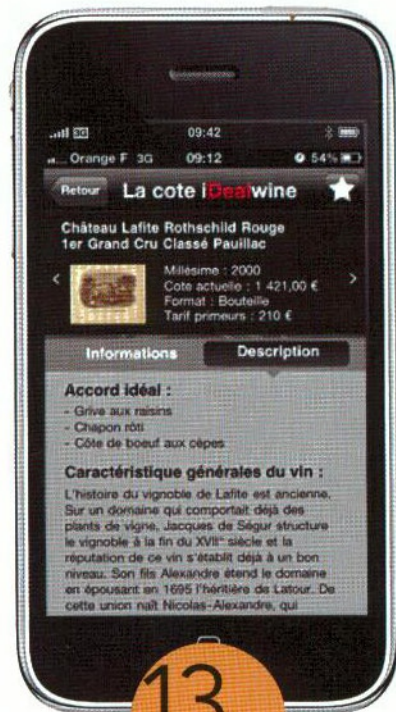 3G 09:42
Orange F 3G 09:12 54%
Retour La cote iDealwine
Château Lafite Rothschild Rouge
1er Grand Cru Classé Pauillac
Millésime : 2000
Cote actuelle : 1 421,00 €
Format : Bouteille
Tarif primeurs : 210 €
Informations Description
Accord idéal :
- Grive aux raisins
- Chapon rôti
- Côte de boeuf aux cèpes
Caractéristique générales du vin :
L'histoire du vignoble de Lafite est ancienne.
Sur un domaine qui comportait déjà des
plants de vigne, Jacques de Ségur structure
le vignoble à la fin du XVIIe siècle et la
réputation de ce vin s'établit déjà à un bon
niveau. Son fils Alexandre étend le domaine
en épousant en 1695 l'héritière de Latour. De
cette union naît Nicolas-Alexandre, qui
13